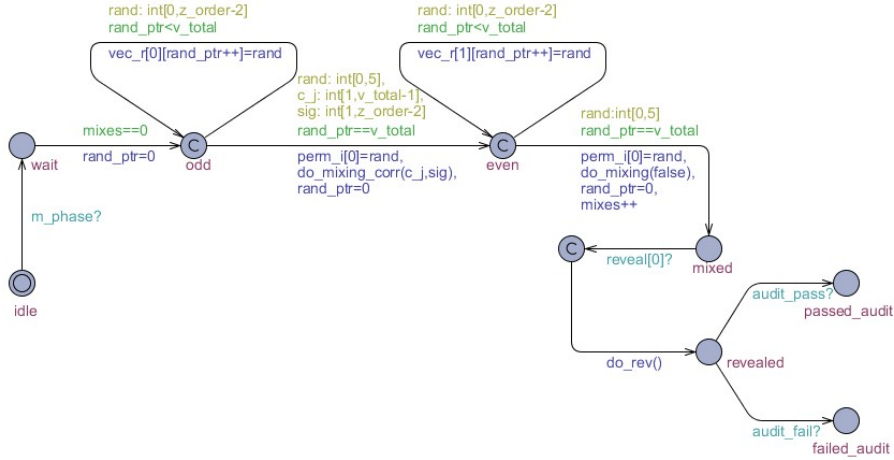 rand: int[0,z_order-2]
rand_ptr<v_total
vec_r[0][rand_ptr++]=rand
rand: int[0,z_order-2]
rand_ptr<v_total
vec_r[1][rand_ptr++]=rand
mixes==0
rand_ptr=0
wait
C
odd
rand: int[0,5],
c_j: int[1,v_total-1],
sig: int[1,z_order-2]
rand_ptr==v_total
perm_i[0]=rand,
do_mixing_corr(c_j,sig),
rand_ptr=0
C
even
rand:int[0,5]
rand_ptr==v_total
perm_i[0]=rand,
do_mixing(false),
rand_ptr=0,
mixes++
m_phase?
idle
C
reveal[0]?
mixed
do_rev()
revealed
audit_pass?
passed_audit
audit_fail?
failed_audit